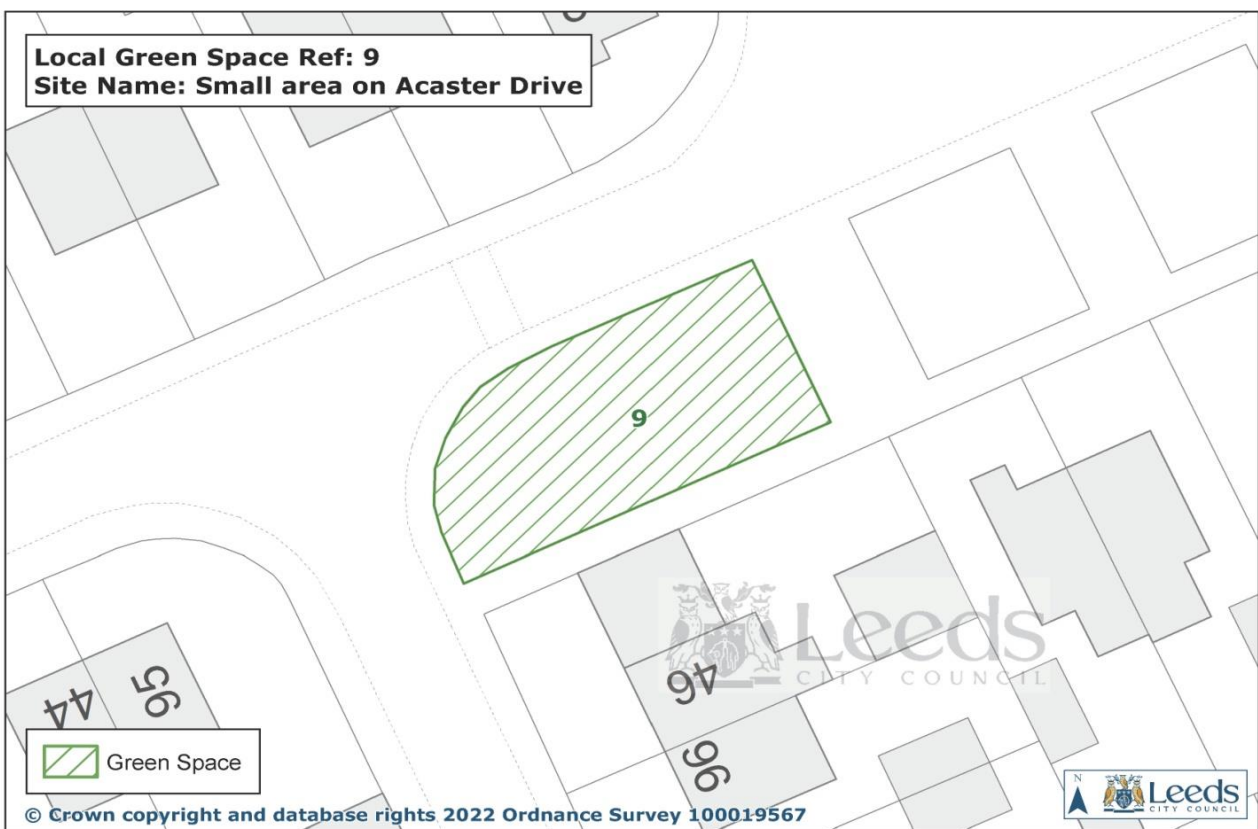 Local Green Space Ref: 9
Site Name: Small area on Acaster Drive
9
Leeds
CITY COUNCIL
46
96
44
95
Green Space
© Crown copyright and database rights 2022 Ordnance Survey 100019567
N
Leeds
CITY COUNCIL